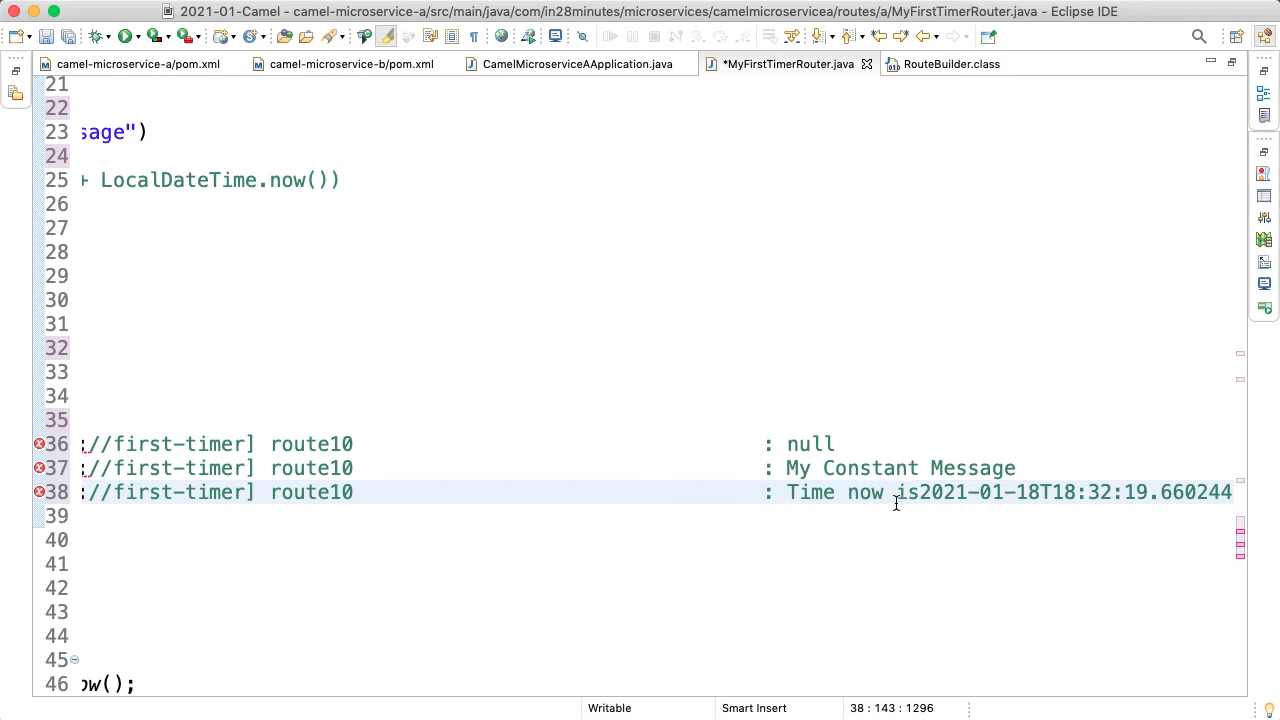 2021-01-Camel - camel-microservice-a/src/main/java/com/in28minutes/microservices/camelmicroservicea/routes/a/MyFirstTimerRouter.java - Eclipse IDE
camel-microservice-a/pom.xml camel-microservice-b/pom.xml CamelMicroserviceAApplication.java *MyFirstTimerRouter.java RouteBuilder.class
21
22
23 sage")
24
25 + LocalDateTime.now())
26
27
28
29
30
31
32
33
34
35
36 ://first-timer] route10 : null
37 ://first-timer] route10 : My Constant Message
38 ://first-timer] route10 : Time now is2021-01-18T18:32:19.660244
39
40
41
42
43
44
45
46 ow();
Writable Smart Insert 38 : 143 : 1296